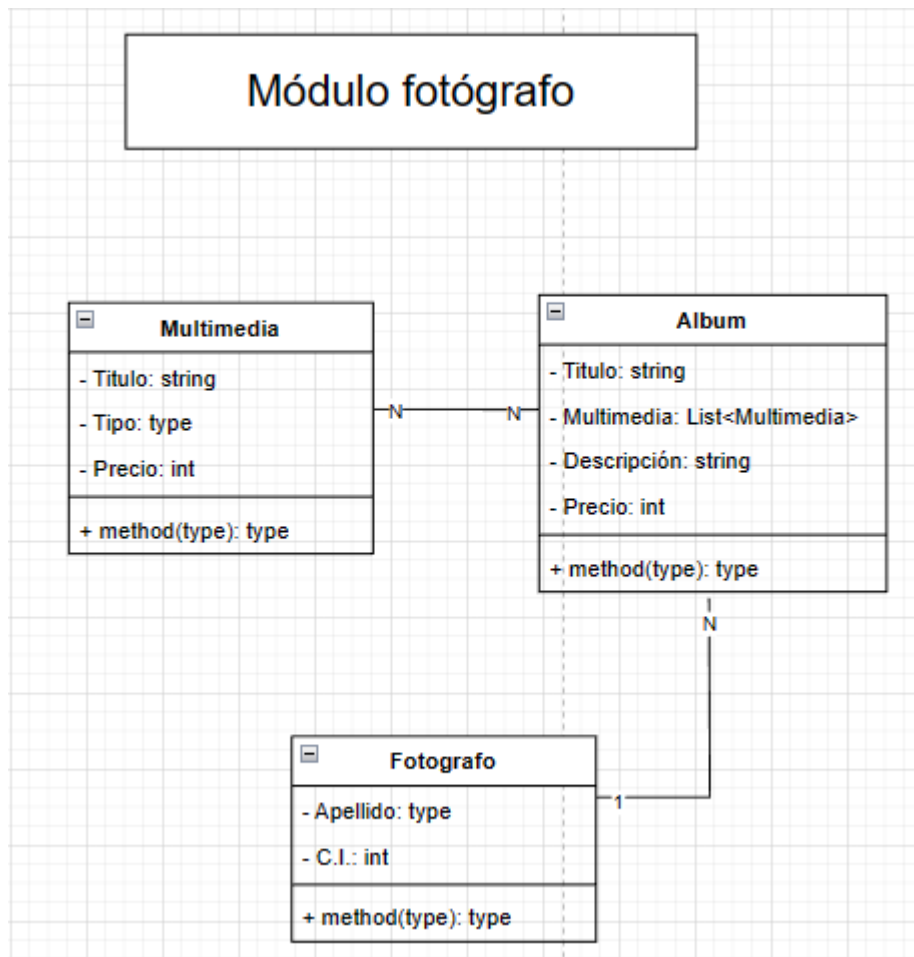 Módulo fotógrafo
Multimedia
- Titulo: string
- Tipo: type
- Precio: int
+ method(type): type
N
N
Album
- Titulo: string
- Multimedia: List<Multimedia>
- Descripción: string
- Precio: int
+ method(type): type
N
1
Fotografo
- Apellido: type
- C.I.: int
+ method(type): type